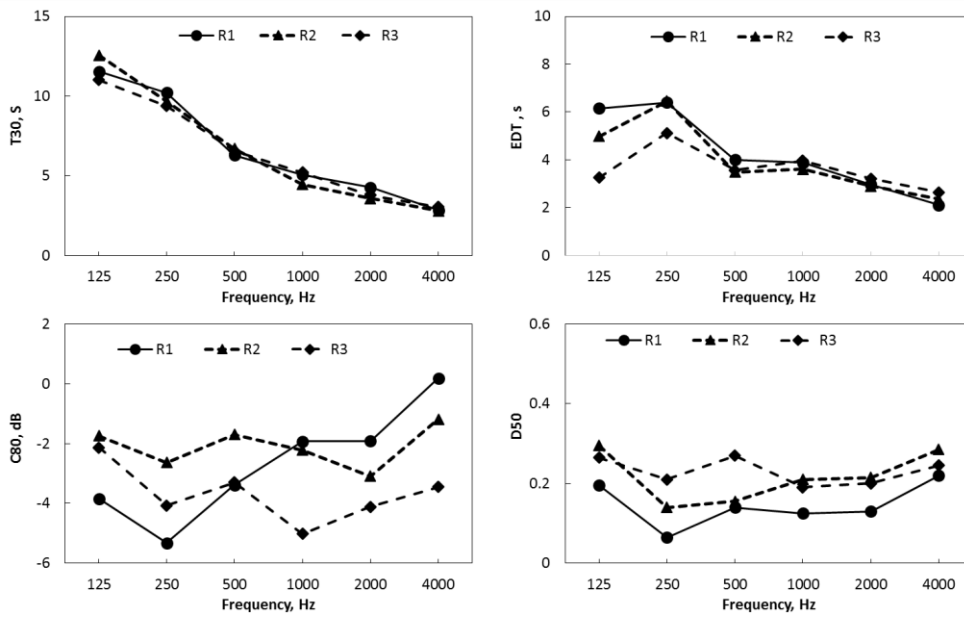 15
10
5
0
T30, S
R1 R2 R3
125 250 500 1000 2000 4000
Frequency, Hz
10
8
6
4
2
0
EDT , s
R1 R2 R3
125 250 500 1000 2000 4000
Frequency, Hz
2
0
-2
-4
-6
C80, dB
R1 R2 R3
125 250 500 1000 2000 4000
Frequency, Hz
0.6
0.4
0.2
0
D50
R1 R2 R3
125 250 500 1000 2000 4000
Frequency, Hz